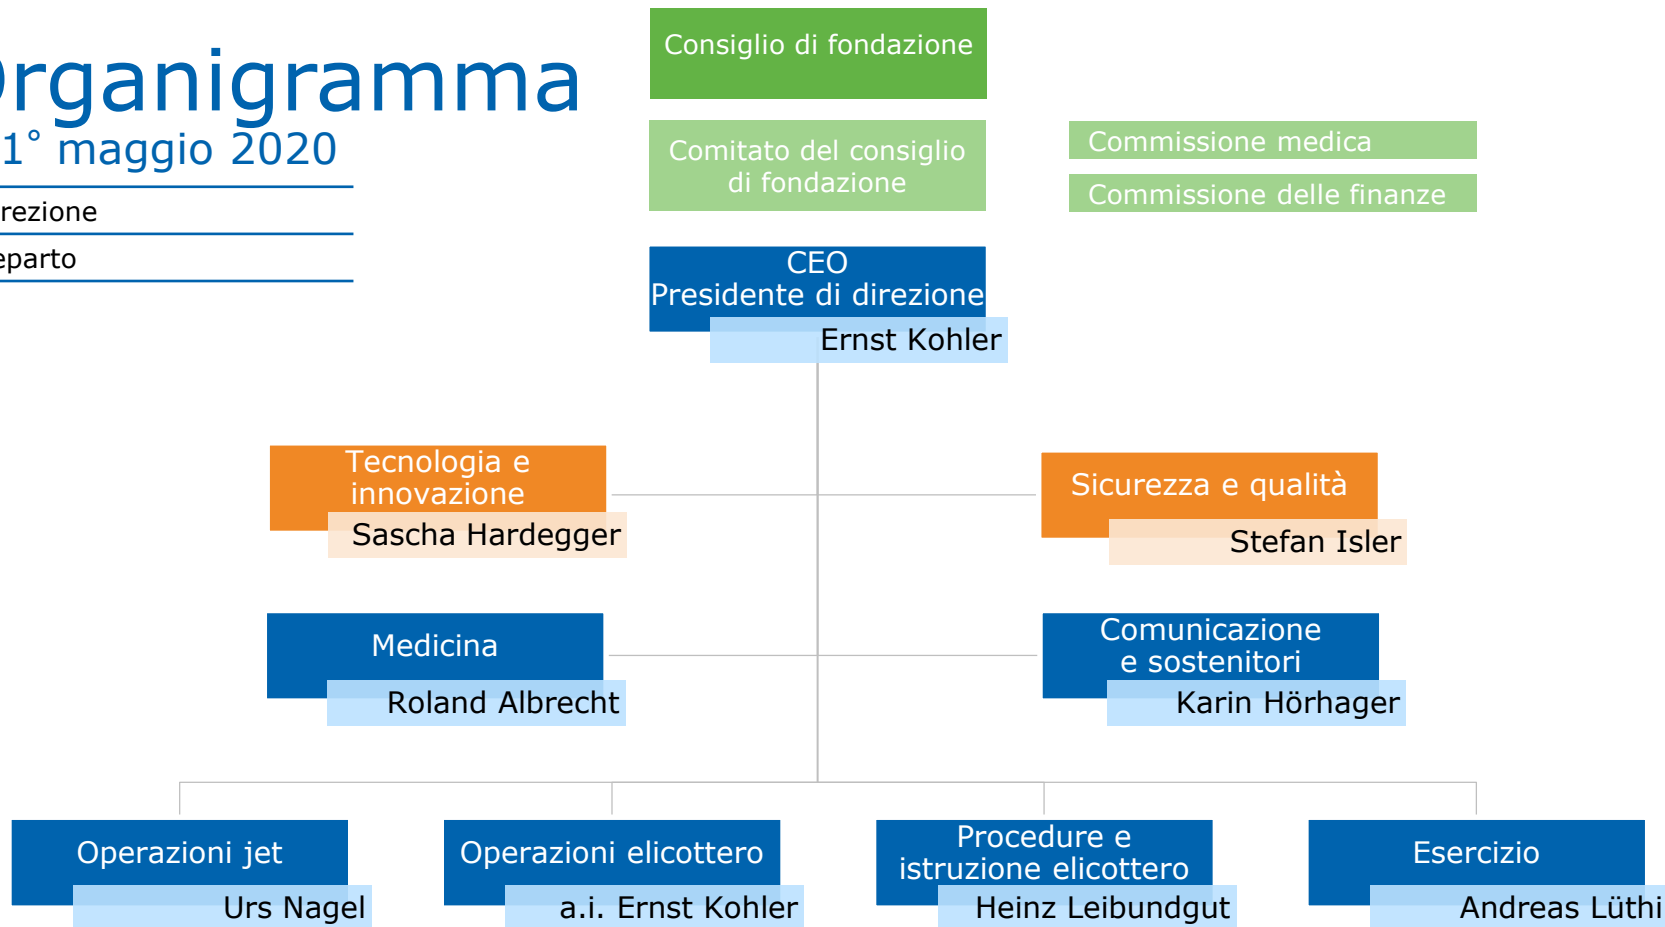 Organigramma
1° maggio 2020
rezione
eparto
Consiglio di fondazione
Comitato del consiglio
di fondazione
Commissione medica
Commissione delle finanze
CEO
Presidente di direzione
Ernst Kohler
Tecnologia e
innovazione
Sascha Hardegger
Sicurezza e qualità
Stefan Isler
Medicina
Roland Albrecht
Comunicazione
e sostenitori
Karin Hörhager
Operazioni jet
Urs Nagel
Operazioni elicottero
a.i. Ernst Kohler
Procedure e
istruzione elicottero
Heinz Leibundgut
Esercizio
Andreas Lüthi